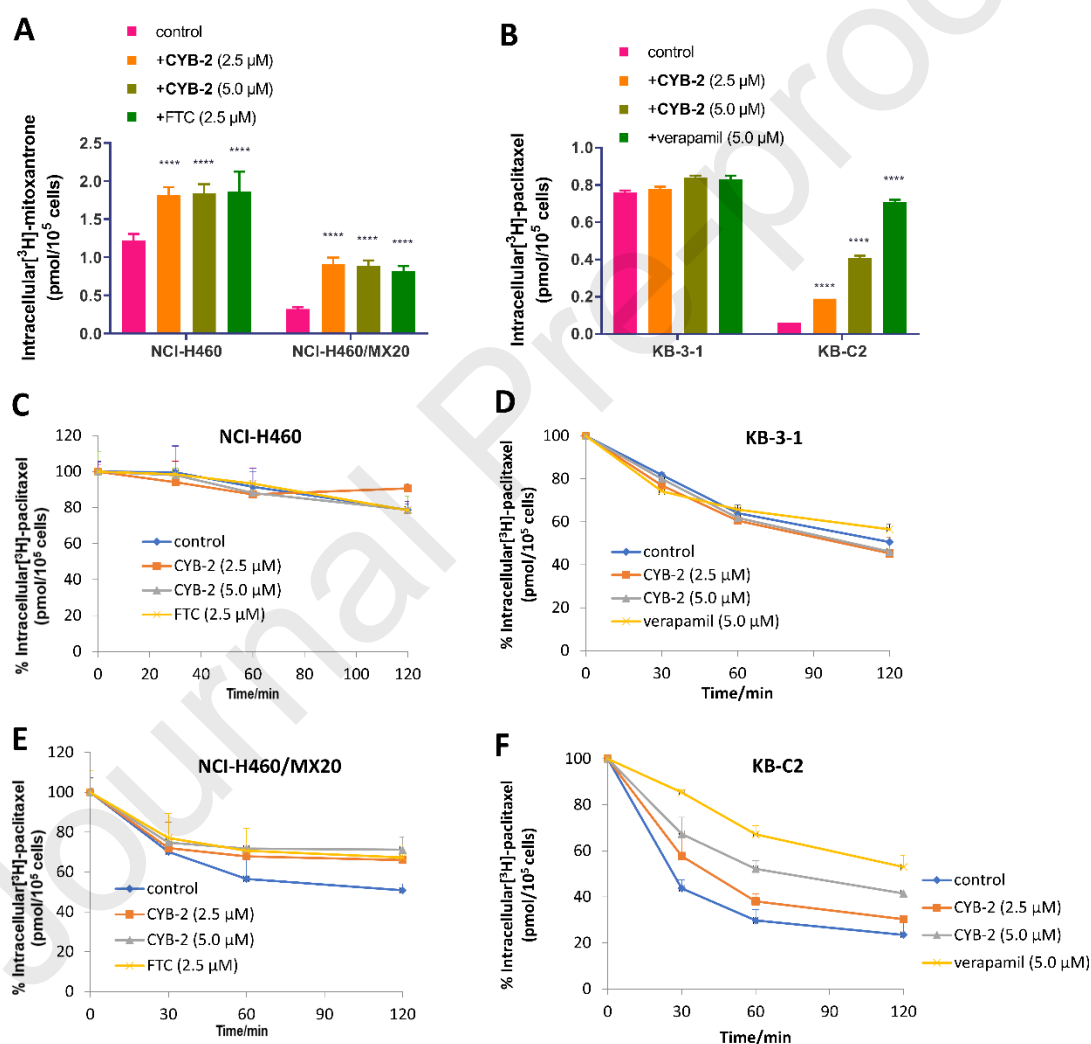 A
control
+CYB-2 (2.5 µM)
+CYB-2 (5.0 µM)
+FTC (2.5 µM)
Intracellular[³H]-mitoxantrone
(pmol/10⁵ cells)
2.5
2.0
1.5
1.0
0.5
0.0
**** **** ****
**** **** ****
NCI-H460 NCI-H460/MX20
B
control
+CYB-2 (2.5 µM)
+CYB-2 (5.0 µM)
+verapamil (5.0 µM)
Intracellular[³H]-paclitaxel
(pmol/10⁵ cells)
1.0
0.8
0.6
0.4
0.2
0.0
****
****
****
KB-3-1 KB-C2
C
NCI-H460
% Intracellular[³H]-paclitaxel
(pmol/10⁵ cells)
120
100
80
60
40
20
0
control
CYB-2 (2.5 µM)
CYB-2 (5.0 µM)
FTC (2.5 µM)
0 20 40 60 80 100 120
Time/min
D
KB-3-1
% Intracellular[³H]-paclitaxel
(pmol/10⁵ cells)
100
80
60
40
20
0
control
CYB-2 (2.5 µM)
CYB-2 (5.0 µM)
verapamil (5.0 µM)
0 30 60 90 120
Time/min
E
NCI-H460/MX20
% Intracellular[³H]-paclitaxel
(pmol/10⁵ cells)
120
100
80
60
40
20
0
control
CYB-2 (2.5 µM)
CYB-2 (5.0 µM)
FTC (2.5 µM)
0 30 60 90 120
Time/min
F
KB-C2
% Intracellular[³H]-paclitaxel
(pmol/10⁵ cells)
100
80
60
40
20
0
control
CYB-2 (2.5 µM)
CYB-2 (5.0 µM)
verapamil (5.0 µM)
0 30 60 90 120
Time/min
Journal Pre-proo